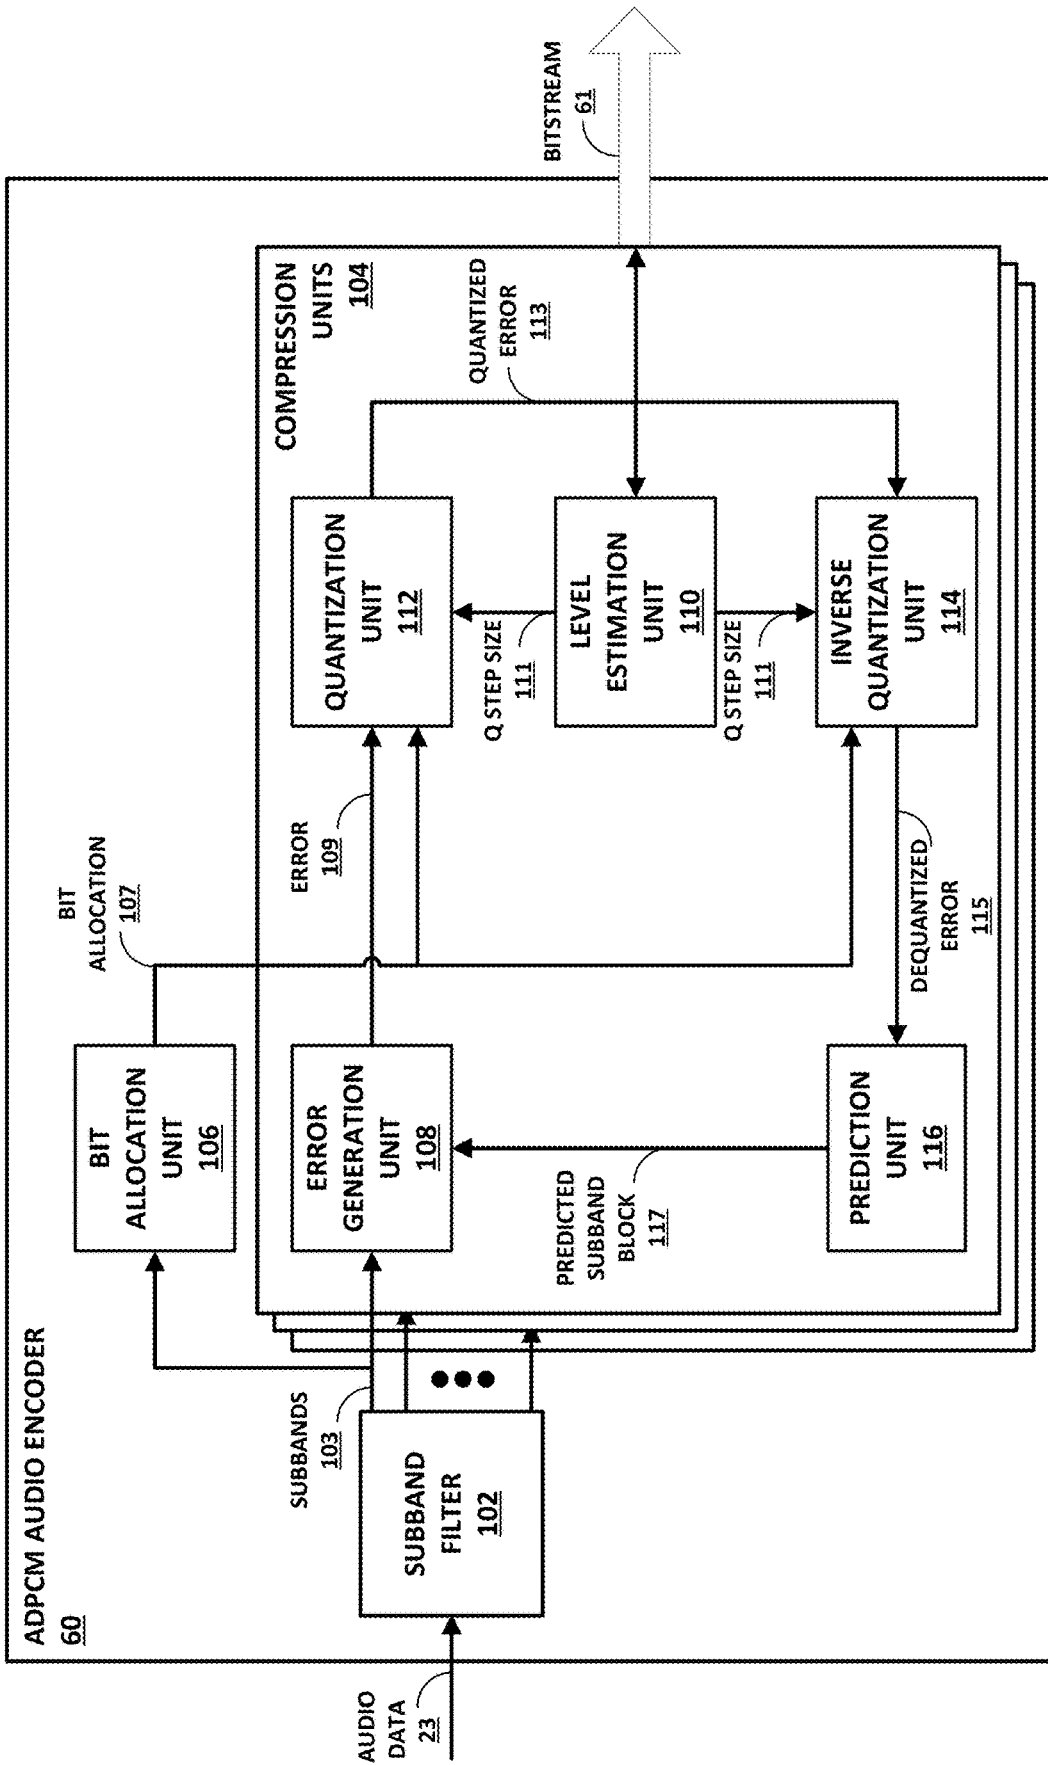 ADPCM AUDIO ENCODER
60
AUDIO
DATA
23
SUBBAND
FILTER
102
SUBBANDS
103
BIT
ALLOCATION
UNIT
106
BIT
ALLOCATION
107
COMPRESSION
UNITS
104
ERROR
GENERATION
UNIT
108
ERROR
109
QUANTIZATION
UNIT
112
QUANTIZED
ERROR
113
Q STEP SIZE
111
LEVEL
ESTIMATION
UNIT
110
Q STEP SIZE
111
INVERSE
QUANTIZATION
UNIT
114
DEQUANTIZED
ERROR
115
PREDICTION
UNIT
116
PREDICTED
SUBBAND
BLOCK
117
BITSTREAM
61